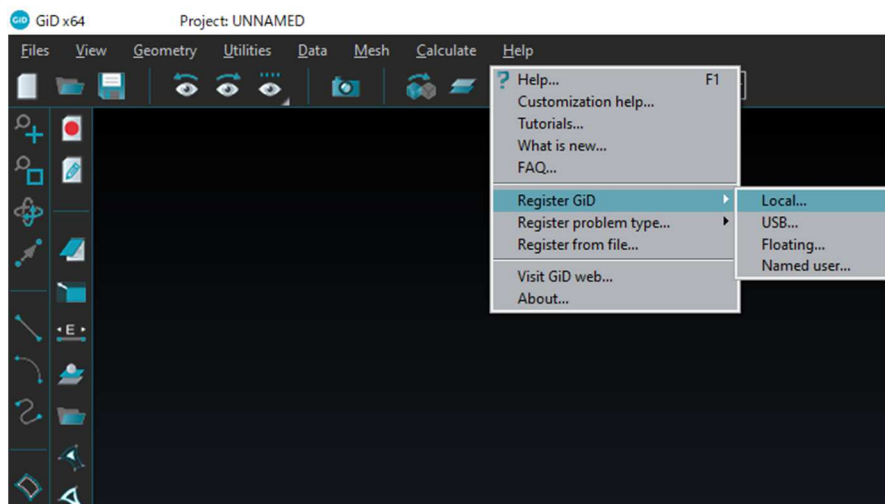 GiD GiD x64 Project: UNNAMED
Files View Geometry Utilities Data Mesh Calculate Help
? Help... F1
Customization help...
Tutorials...
What is new...
FAQ...
Register GiD
Local...
Register problem type...
USB...
Register from file...
Floating...
Named user...
Visit GiD web...
About...
E